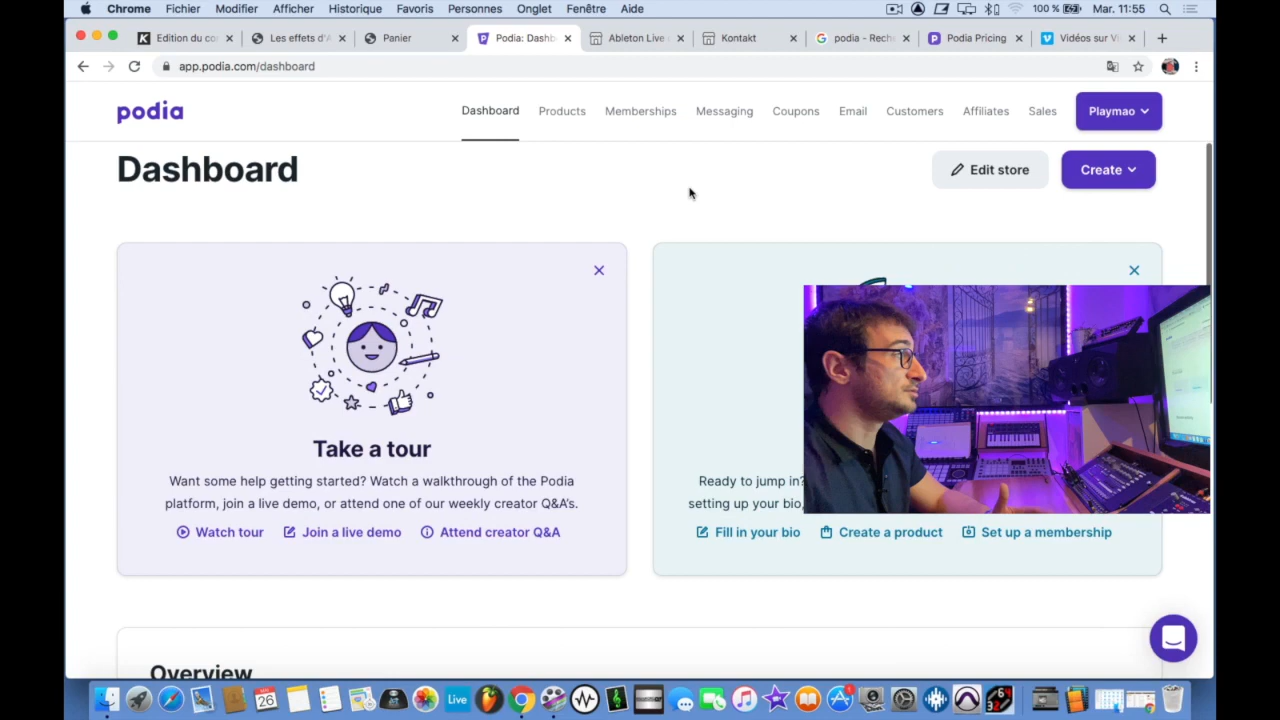 Chrome Fichier Modifier Afficher Historique Favoris Personnes Onglet Fenêtre Aide 100 % Mar. 11:55
Edition du co
Les effets d'A
Panier
Podia: Dashb
Ableton Live
Kontakt
podia - Rech
Podia Pricing
Vidéos sur Vi
app.podia.com/dashboard
podia
Dashboard Products Memberships Messaging Coupons Email Customers Affiliates Sales Playmao
Dashboard
Edit store
Create
Take a tour
Want some help getting started? Watch a walkthrough of the Podia
platform, join a live demo, or attend one of our weekly creator Q&A's.
Watch tour Join a live demo Attend creator Q&A
Ready to jump in?
setting up your bio,
Fill in your bio Create a product Set up a membership
Overview
26
Live